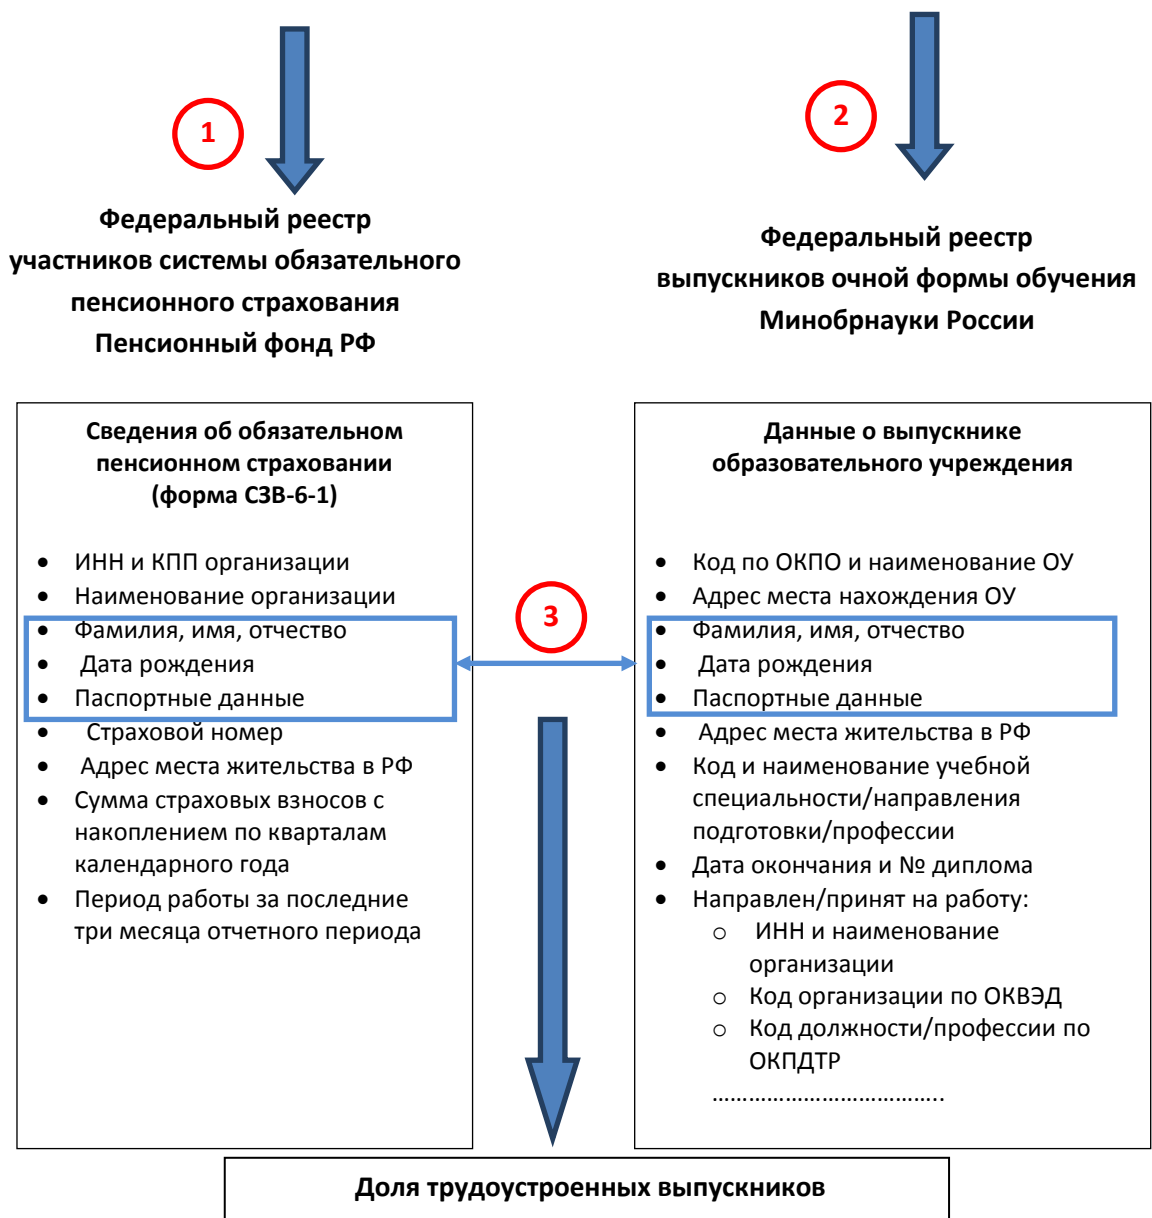 1
2
Федеральный реестр
участников системы обязательного
пенсионного страхования
Пенсионный фонд РФ
Федеральный реестр
выпускников очной формы обучения
Минобрнауки России
Сведения об обязательном
пенсионном страховании
(форма СЗВ-6-1)
• ИНН и КПП организации
• Наименование организации
• Фамилия, имя, отчество
• Дата рождения
• Паспортные данные
• Страховой номер
• Адрес места жительства в РФ
• Сумма страховых взносов с
накоплением по кварталам
календарного года
• Период работы за последние
три месяца отчетного периода
3
Данные о выпускнике
образовательного учреждения
• Код по ОКПО и наименование ОУ
• Адрес места нахождения ОУ
• Фамилия, имя, отчество
• Дата рождения
• Паспортные данные
• Адрес места жительства в РФ
• Код и наименование учебной
специальности/направления
подготовки/профессии
• Дата окончания и № диплома
• Направлен/принят на работу:
o ИНН и наименование
организации
o Код организации по ОКВЭД
o Код должности/профессии по
ОКПДТР
…………………………………..
Доля трудоустроенных выпускников